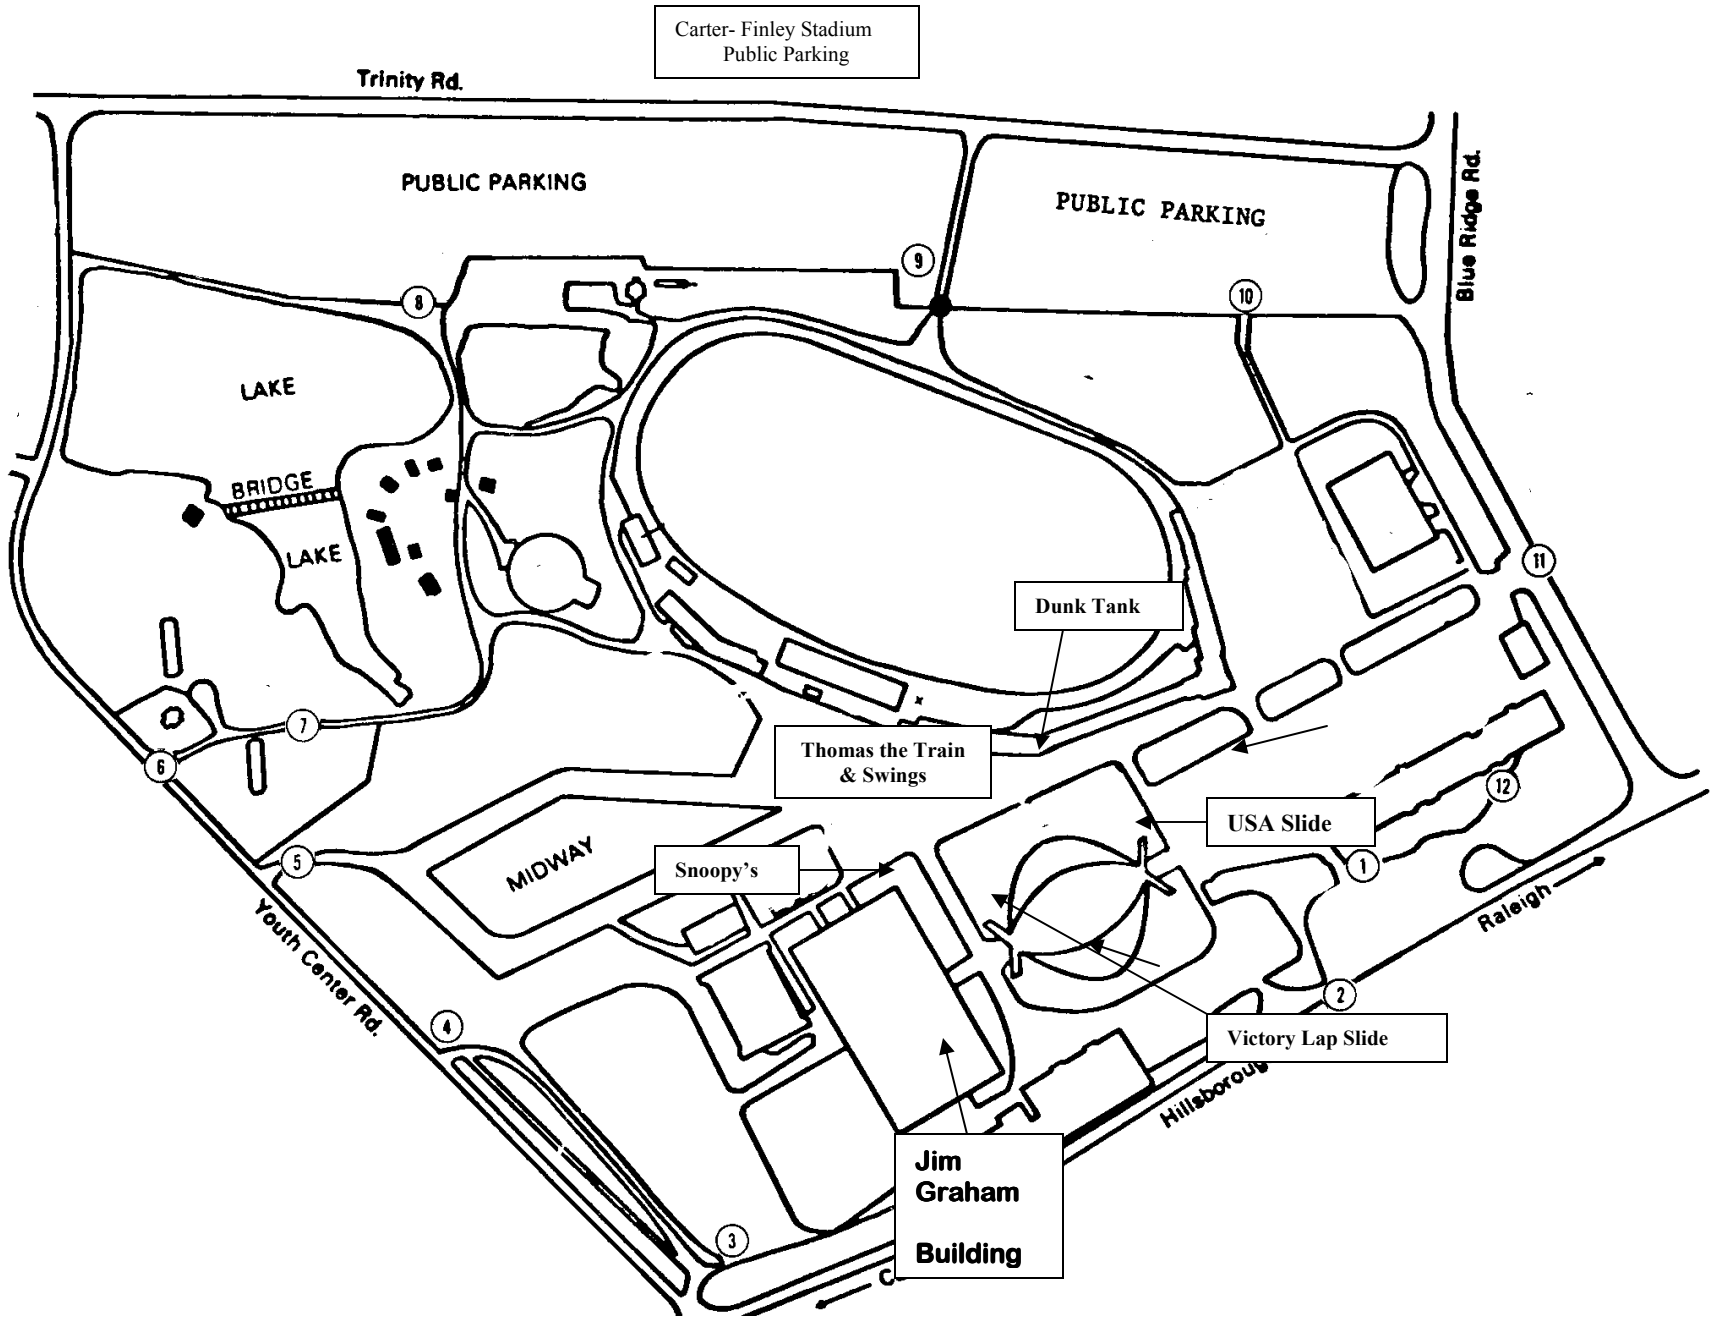 Carter- Finley Stadium
Public Parking
Trinity Rd.
Blue Ridge Rd.
PUBLIC PARKING
PUBLIC PARKING
9
8
10
LAKE
BRIDGE
LAKE
11
Dunk Tank
7
6
Thomas the Train
& Swings
12
USA Slide
MIDWAY
5
Snoopy's
1
Raleigh
Youth Center Rd.
2
4
Victory Lap Slide
Hillsboroug
Jim
Graham
Building
3
C